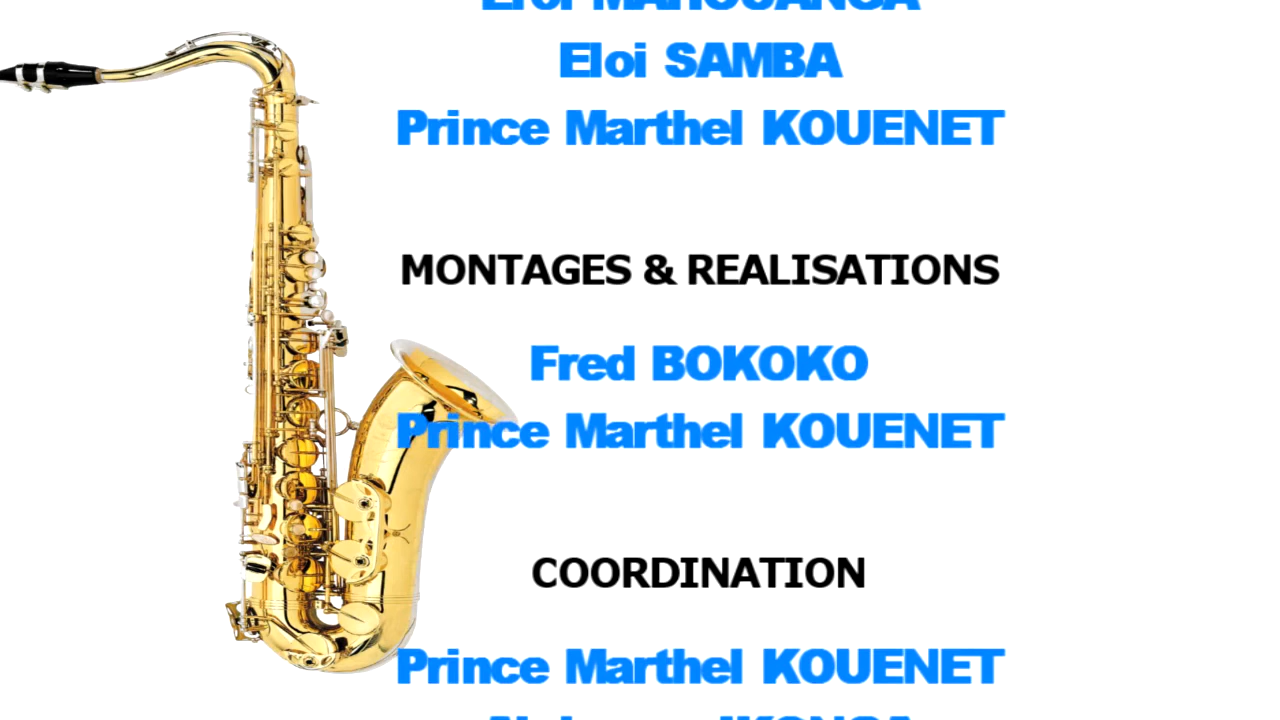 Eloi SAMBA
Prince Marthel KOUENET
MONTAGES & REALISATIONS
Fred BOKOKO
Prince Marthel KOUENET
COORDINATION
Prince Marthel KOUENET